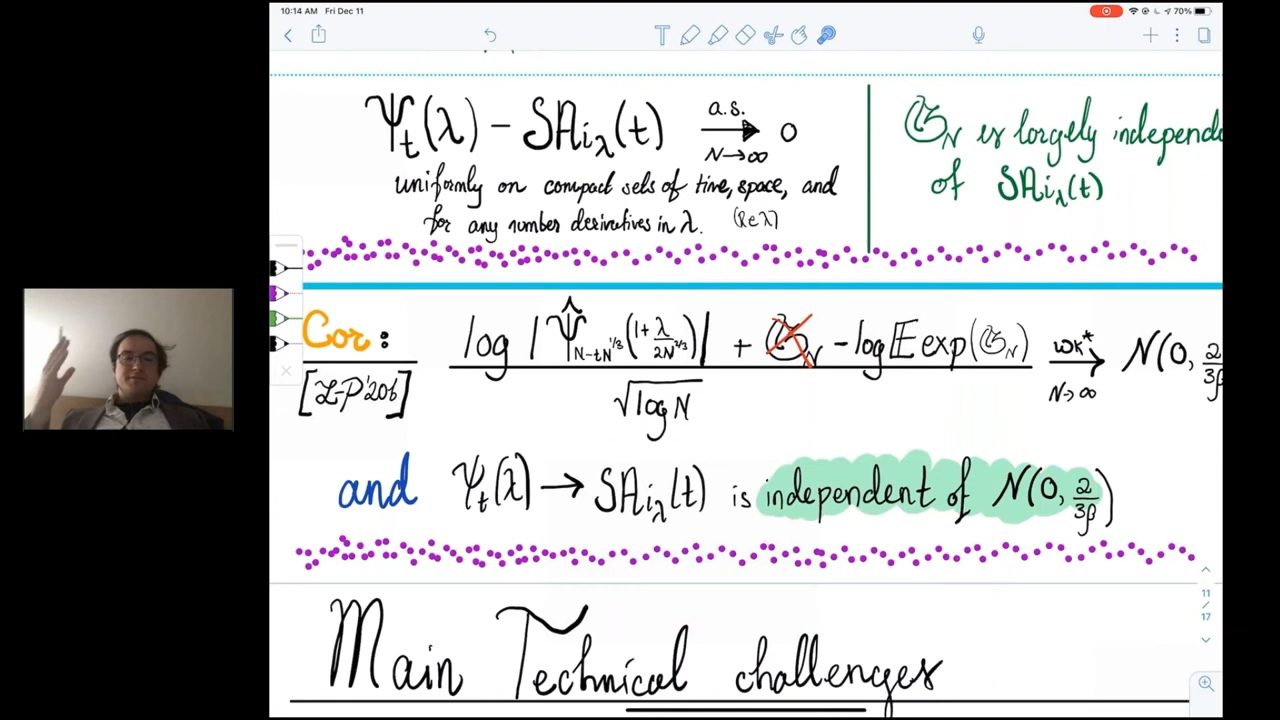 10:14 AM Fri Dec 11
70%
Ψ_t(λ) − SAi_λ(t) a.s. → N→∞ 0
uniformly on compact sets of time, space, and
for any number derivatives in λ. (Re λ)
G_N is largely independe
of SAi_λ(t)
Cor: log |Ψ̂_{N−tN^{1/3}}(1+λ/2N^{2/3})| + G_N − log E exp(G_N) / √log N wk* → N→∞ N(0, 2/3β
[L-P'20b]
and Ψ_t(λ) → SAi_λ(t) is independent of N(0, 2/3β)
11 / 17
Main Technical challenges